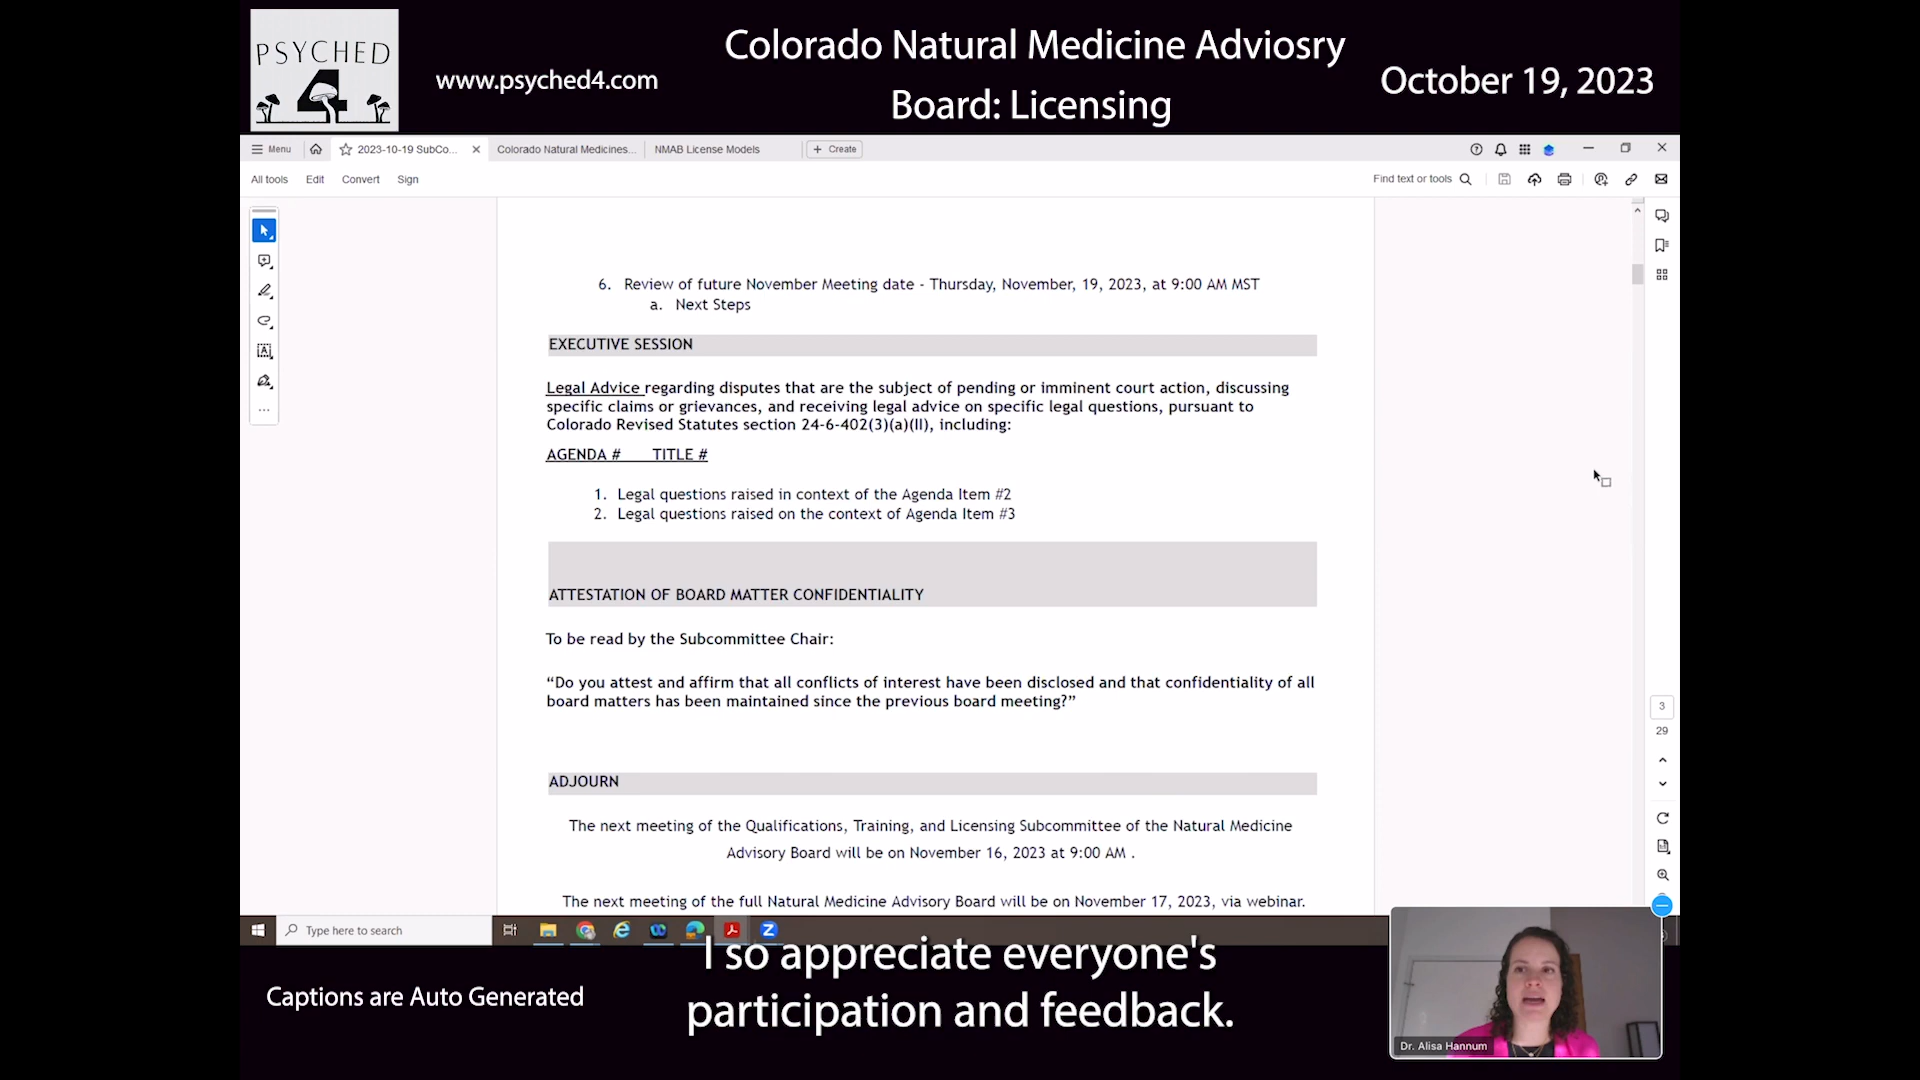 PSYCHED
4
www.psyched4.com
Colorado Natural Medicine Adviosry
Board: Licensing
October 19, 2023
Menu
2023-10-19 SubCo...
Colorado Natural Medicines...
NMAB License Models
+ Create
All tools
Edit
Convert
Sign
Find text or tools
6. Review of future November Meeting date - Thursday, November, 19, 2023, at 9:00 AM MST
a. Next Steps
EXECUTIVE SESSION
Legal Advice regarding disputes that are the subject of pending or imminent court action, discussing
specific claims or grievances, and receiving legal advice on specific legal questions, pursuant to
Colorado Revised Statutes section 24-6-402(3)(a)(II), including:
AGENDA # TITLE #
1. Legal questions raised in context of the Agenda Item #2
2. Legal questions raised on the context of Agenda Item #3
ATTESTATION OF BOARD MATTER CONFIDENTIALITY
To be read by the Subcommittee Chair:
“Do you attest and affirm that all conflicts of interest have been disclosed and that confidentiality of all
board matters has been maintained since the previous board meeting?”
3
29
ADJOURN
The next meeting of the Qualifications, Training, and Licensing Subcommittee of the Natural Medicine
Advisory Board will be on November 16, 2023 at 9:00 AM .
The next meeting of the full Natural Medicine Advisory Board will be on November 17, 2023, via webinar.
Type here to search
I so appreciate everyone's
participation and feedback.
Captions are Auto Generated
Dr. Alisa Hannum